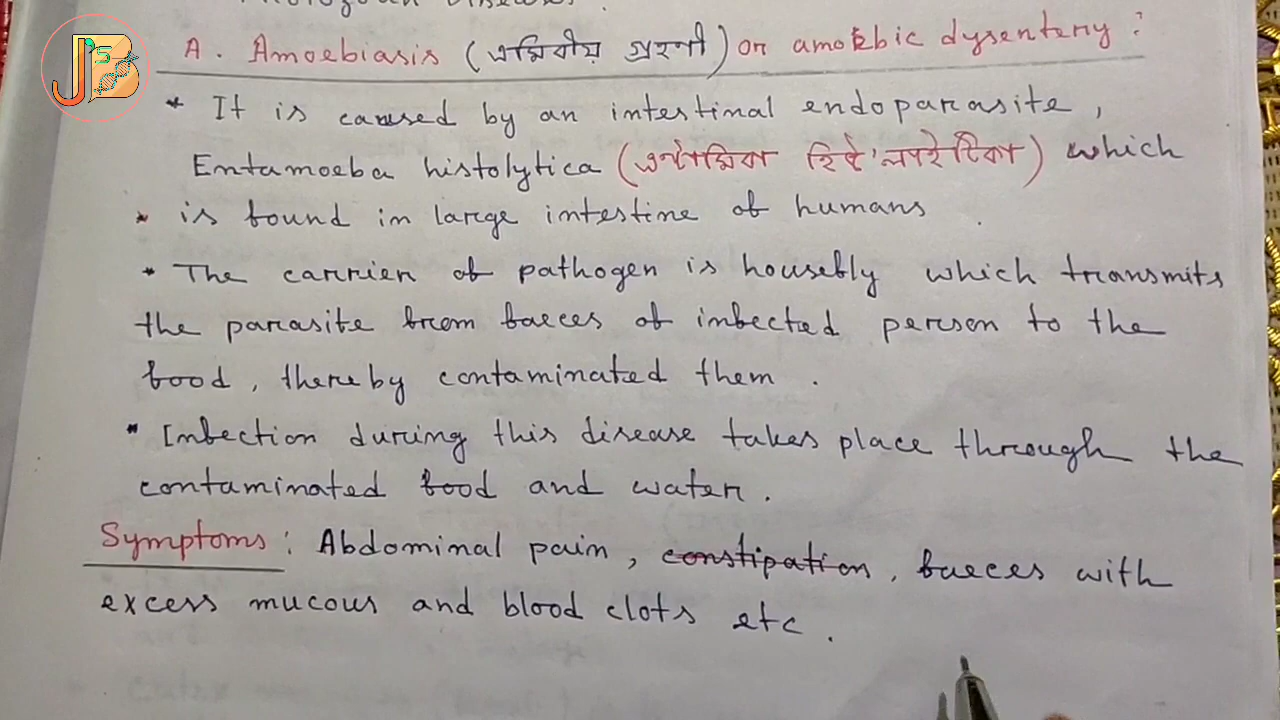 A. Amoebiasis (এমিবীয় গ্রহণী) or amoebic dysentery :
* It is caused by an intestinal endoparasite,
Entamoeba histolytica (এন্টামিবা হিস্টোলাইটিকা) which
* is found in large intestine of humans .
* The carrier of pathogen is housefly which transmits
the parasite from faeces of infected person to the
food, thereby contaminated them .
* Infection during this disease takes place through the
contaminated food and water.
Symptoms : Abdominal pain, constipation, faeces with
excess mucous and blood clots etc.